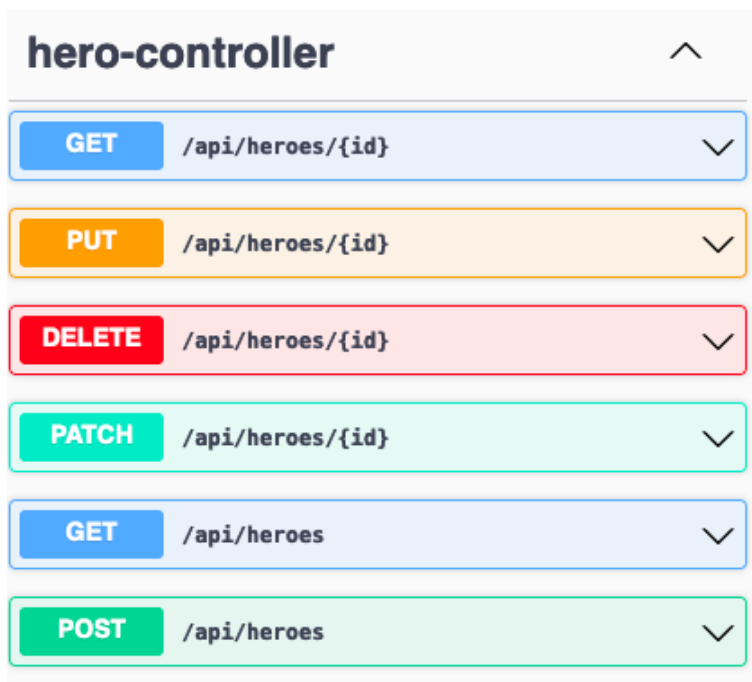 hero-controller
GET /api/heroes/{id}
PUT /api/heroes/{id}
DELETE /api/heroes/{id}
PATCH /api/heroes/{id}
GET /api/heroes
POST /api/heroes